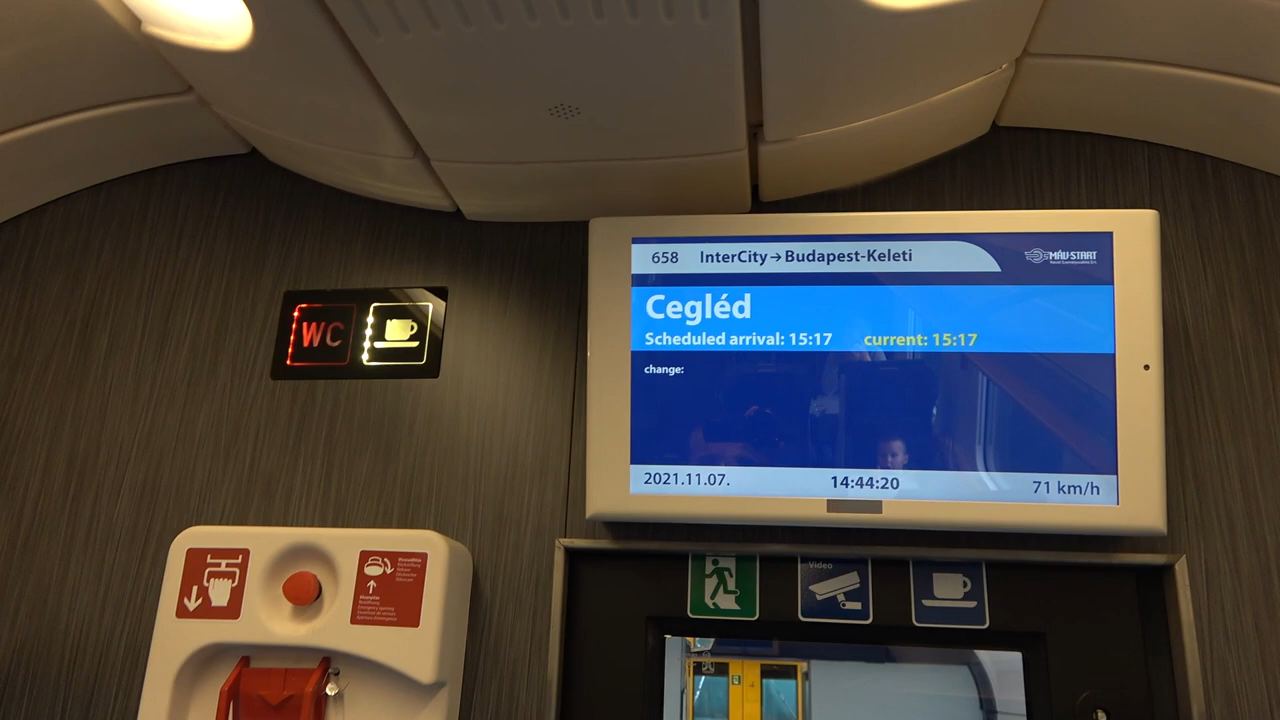 658 InterCity→Budapest-Keleti
MÁV-START
Cegléd
Scheduled arrival: 15:17 current: 15:17
change:
2021.11.07. 14:44:20 71 km/h
WC
Video